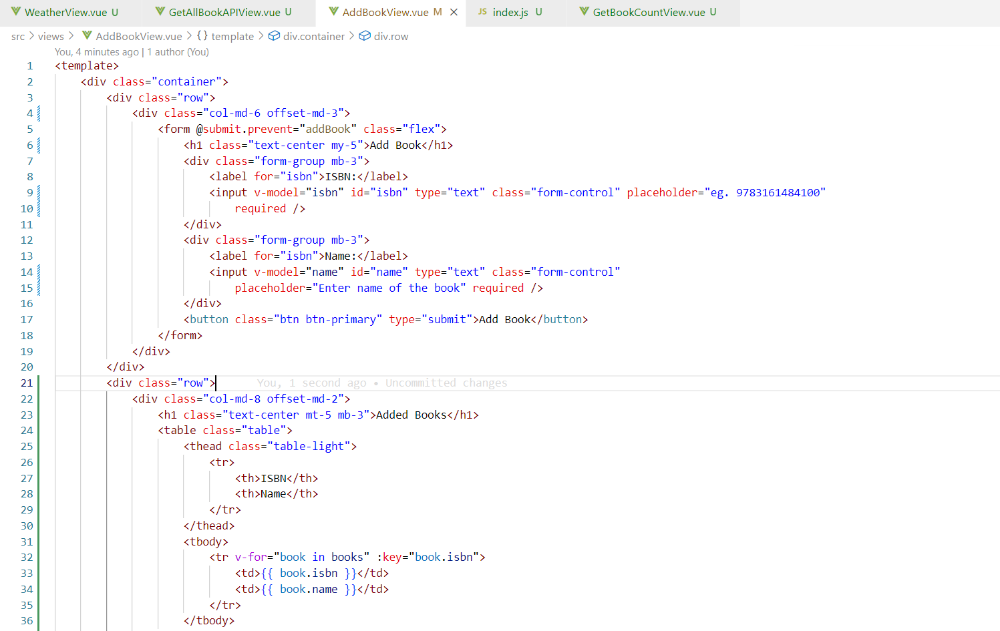 WeatherView.vue U GetAllBookAPIView.vue U AddBookView.vue M JS index.js U GetBookCountView.vue U
src > views > AddBookView.vue > {} template > div.container > div.row
You, 4 minutes ago | 1 author (You)
1 <template>
2 <div class="container">
3 <div class="row">
4 <div class="col-md-6 offset-md-3">
5 <form @submit.prevent="addBook" class="flex">
6 <h1 class="text-center my-5">Add Book</h1>
7 <div class="form-group mb-3">
8 <label for="isbn">ISBN:</label>
9 <input v-model="isbn" id="isbn" type="text" class="form-control" placeholder="eg. 9783161484100"
10 required />
11 </div>
12 <div class="form-group mb-3">
13 <label for="isbn">Name:</label>
14 <input v-model="name" id="name" type="text" class="form-control"
15 placeholder="Enter name of the book" required />
16 </div>
17 <button class="btn btn-primary" type="submit">Add Book</button>
18 </form>
19 </div>
20 </div>
21 <div class="row"> You, 1 second ago • Uncommitted changes
22 <div class="col-md-8 offset-md-2">
23 <h1 class="text-center mt-5 mb-3">Added Books</h1>
24 <table class="table">
25 <thead class="table-light">
26 <tr>
27 <th>ISBN</th>
28 <th>Name</th>
29 </tr>
30 </thead>
31 <tbody>
32 <tr v-for="book in books" :key="book.isbn">
33 <td>{{ book.isbn }}</td>
34 <td>{{ book.name }}</td>
35 </tr>
36 </tbody>